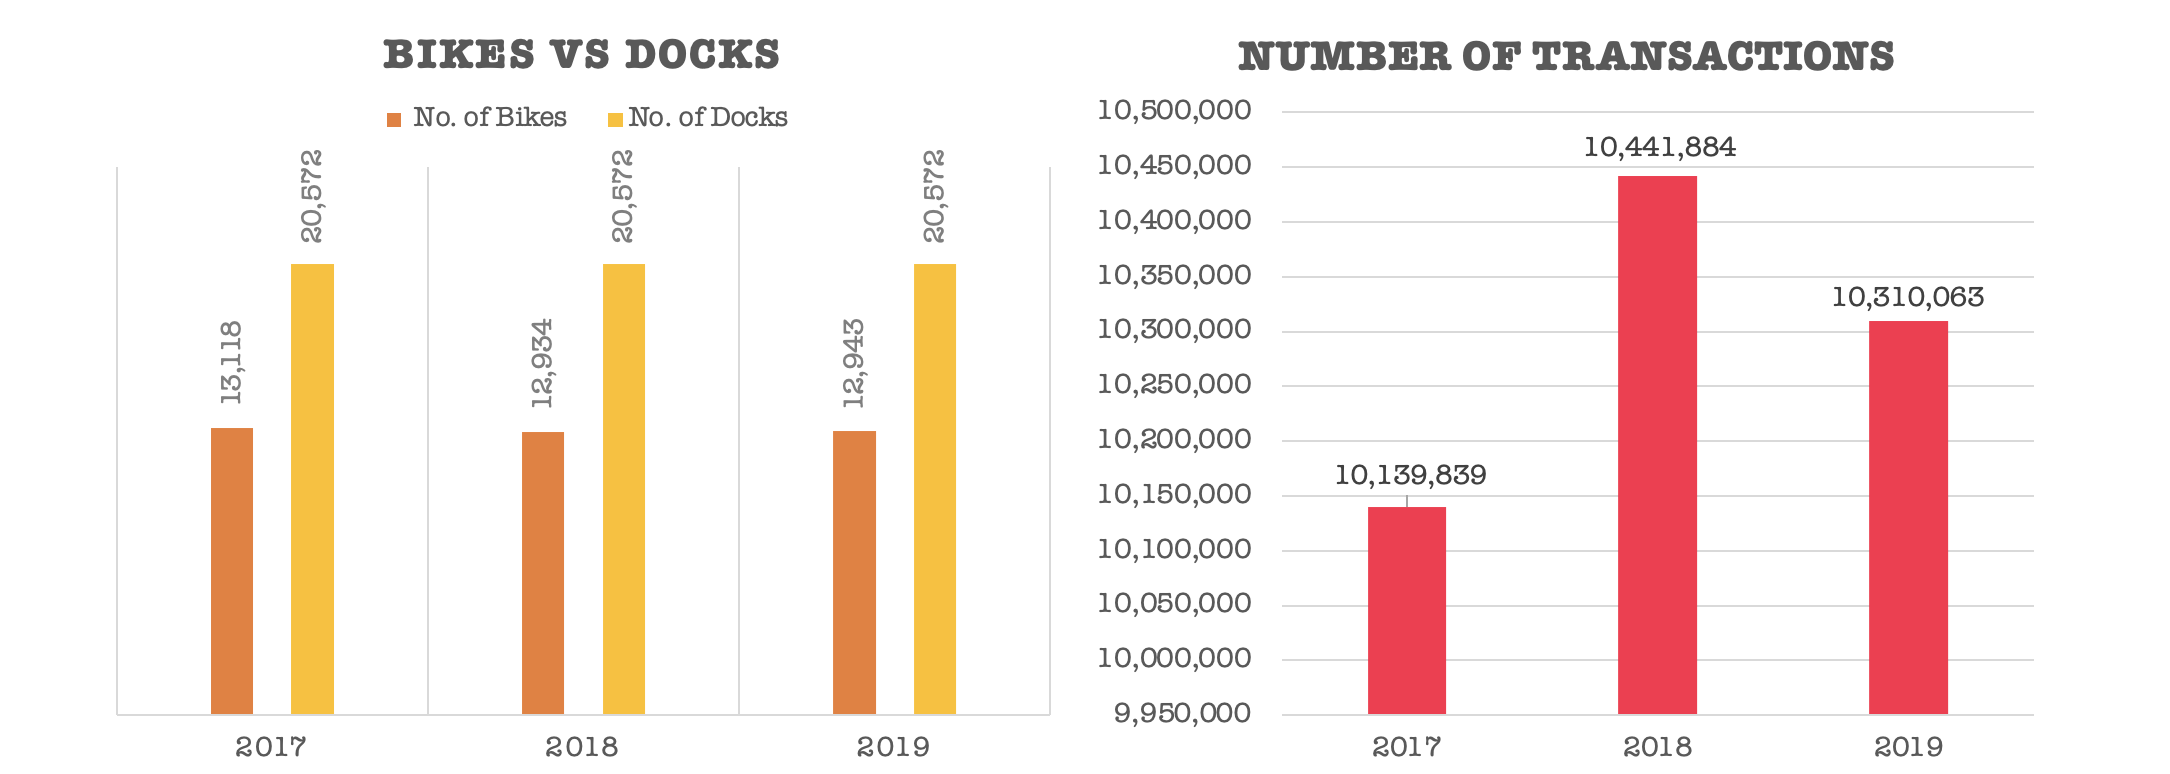 BIKES VS DOCKS
No. of Bikes No. of Docks
13,118 20,572 12,934 20,572 12,943 20,572
2017 2018 2019
NUMBER OF TRANSACTIONS
10,500,000
10,450,000
10,400,000
10,350,000
10,300,000
10,250,000
10,200,000
10,150,000
10,100,000
10,050,000
10,000,000
9,950,000
10,139,839 10,441,884 10,310,063
2017 2018 2019